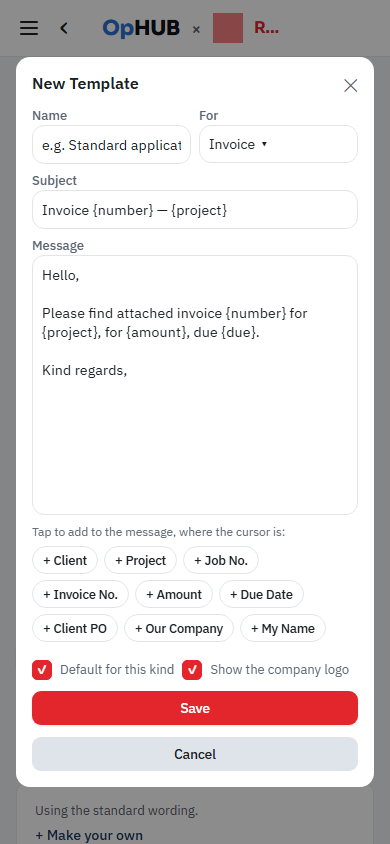 OpHUB × R...
New Template
Name For
e.g. Standard applicat Invoice
Subject
Invoice {number} — {project}
Message
Hello,
Please find attached invoice {number} for
{project}, for {amount}, due {due}.
Kind regards,
Tap to add to the message, where the cursor is:
+ Client + Project + Job No.
+ Invoice No. + Amount + Due Date
+ Client PO + Our Company + My Name
Default for this kind Show the company logo
Save
Cancel
Using the standard wording.
+ Make your own